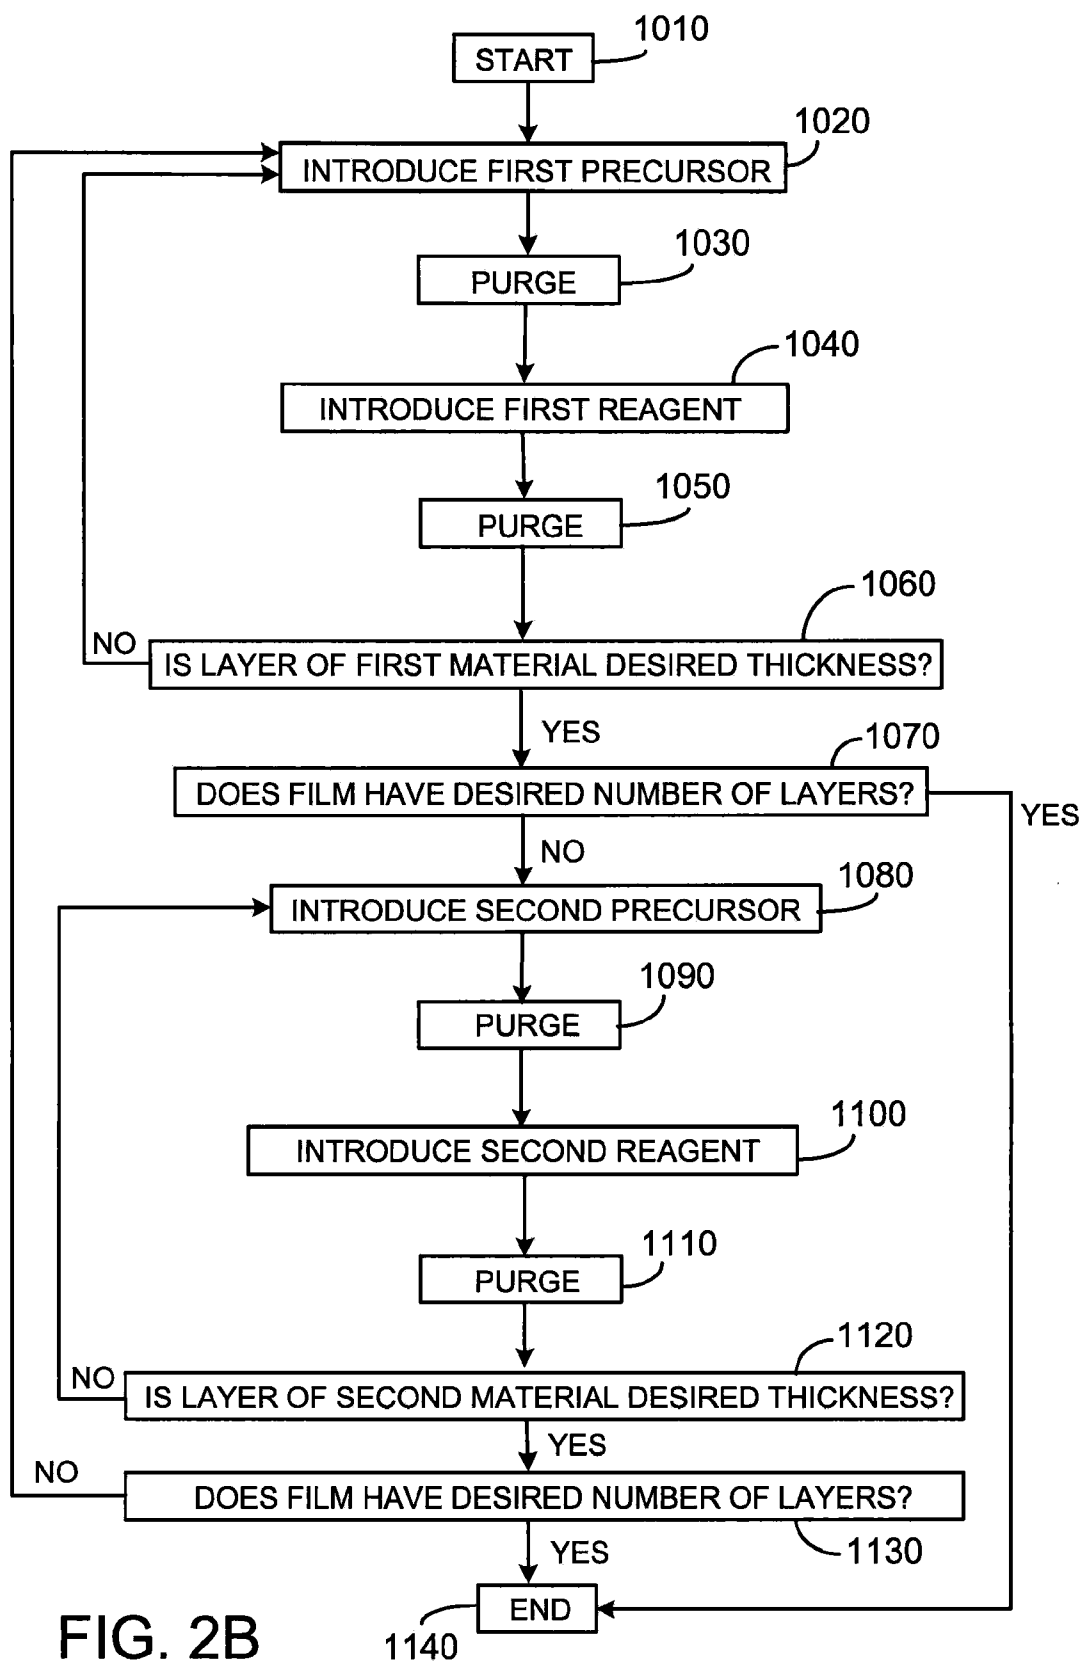 1010
START
1020
INTRODUCE FIRST PRECURSOR
1030
PURGE
1040
INTRODUCE FIRST REAGENT
1050
PURGE
1060
NO
IS LAYER OF FIRST MATERIAL DESIRED THICKNESS?
YES
1070
DOES FILM HAVE DESIRED NUMBER OF LAYERS?
YES
NO
1080
INTRODUCE SECOND PRECURSOR
1090
PURGE
1100
INTRODUCE SECOND REAGENT
1110
PURGE
1120
NO
IS LAYER OF SECOND MATERIAL DESIRED THICKNESS?
YES
NO
DOES FILM HAVE DESIRED NUMBER OF LAYERS?
YES
1130
END
1140
FIG. 2B